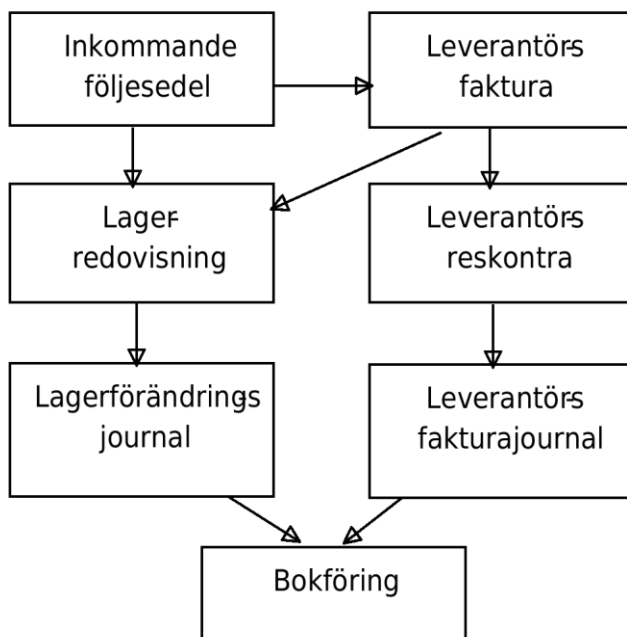 Inkommande
följesedel
Leverantörs-
faktura
Lager-
redovisning
Leverantörs-
reskontra
Lagerförändrings-
journal
Leverantörs-
fakturajournal
Bokföring